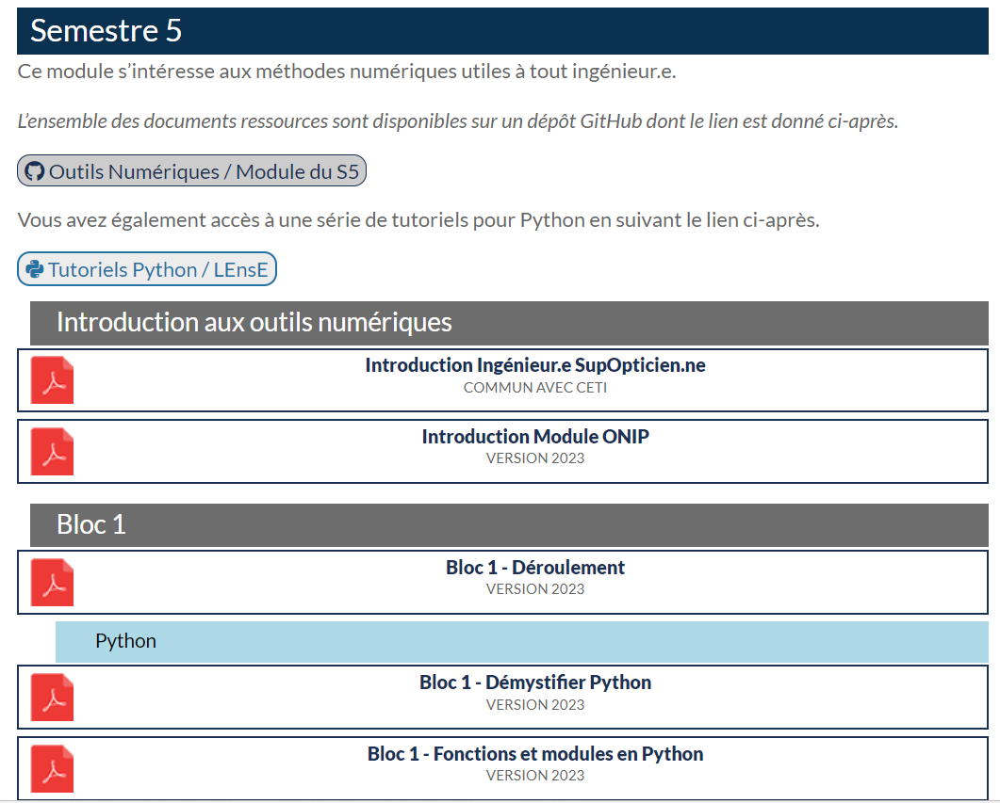 Semestre 5
Ce module s’intéresse aux méthodes numériques utiles à tout ingénieur.e.
L’ensemble des documents ressources sont disponibles sur un dépôt GitHub dont le lien est donné ci-après.
Outils Numériques / Module du S5
Vous avez également accès à une série de tutoriels pour Python en suivant le lien ci-après.
Tutoriels Python / LEnsE
Introduction aux outils numériques
Introduction Ingénieur.e SupOpticien.ne
COMMUN AVEC CETI
Introduction Module ONIP
VERSION 2023
Bloc 1
Bloc 1 - Déroulement
VERSION 2023
Python
Bloc 1 - Démystifier Python
VERSION 2023
Bloc 1 - Fonctions et modules en Python
VERSION 2023